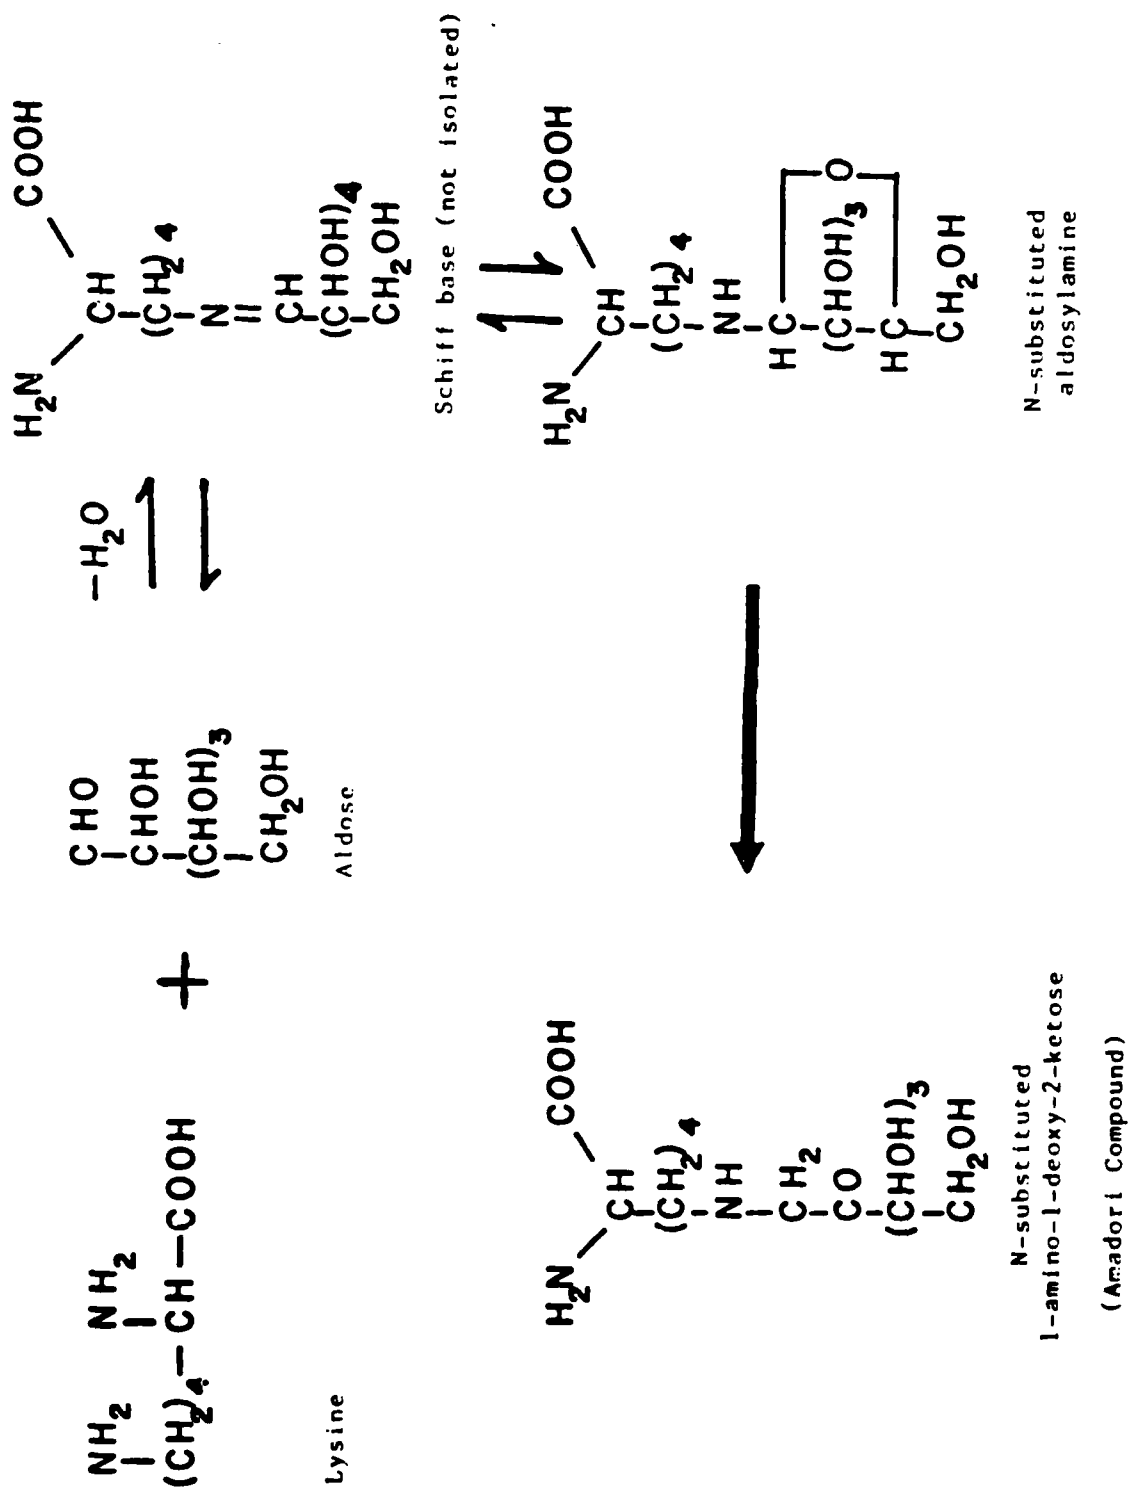 NH2 NH2
(CH2)4—CH—COOH
Lysine
+
CHO
CHOH
(CHOH)3
CH2OH
Aldose
—H2O
H2N COOH
CH
(CH2)4
N
CH
(CHOH)4
CH2OH
Schiff base (not isolated)
H2N COOH
CH
(CH2)4
NH
HC
(CHOH)3 O
HC
CH2OH
N-substituted
aldosylamine
H2N COOH
CH
(CH2)4
NH
CH2
CO
(CHOH)3
CH2OH
N-substituted
1-amino-1-deoxy-2-ketose
(Amadori Compound)